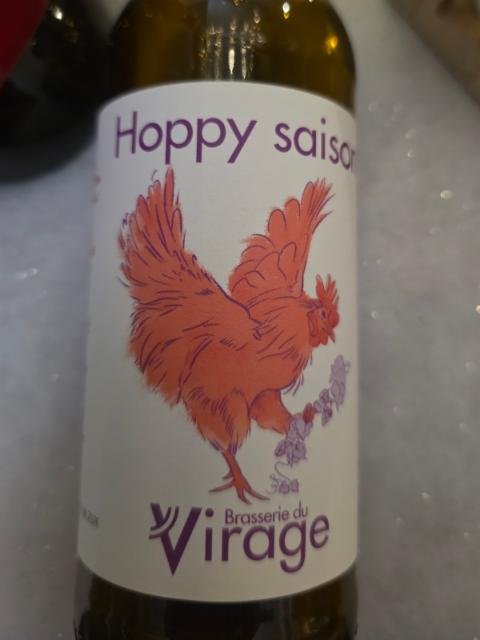 Hoppy saison
Brasserie du
Virage